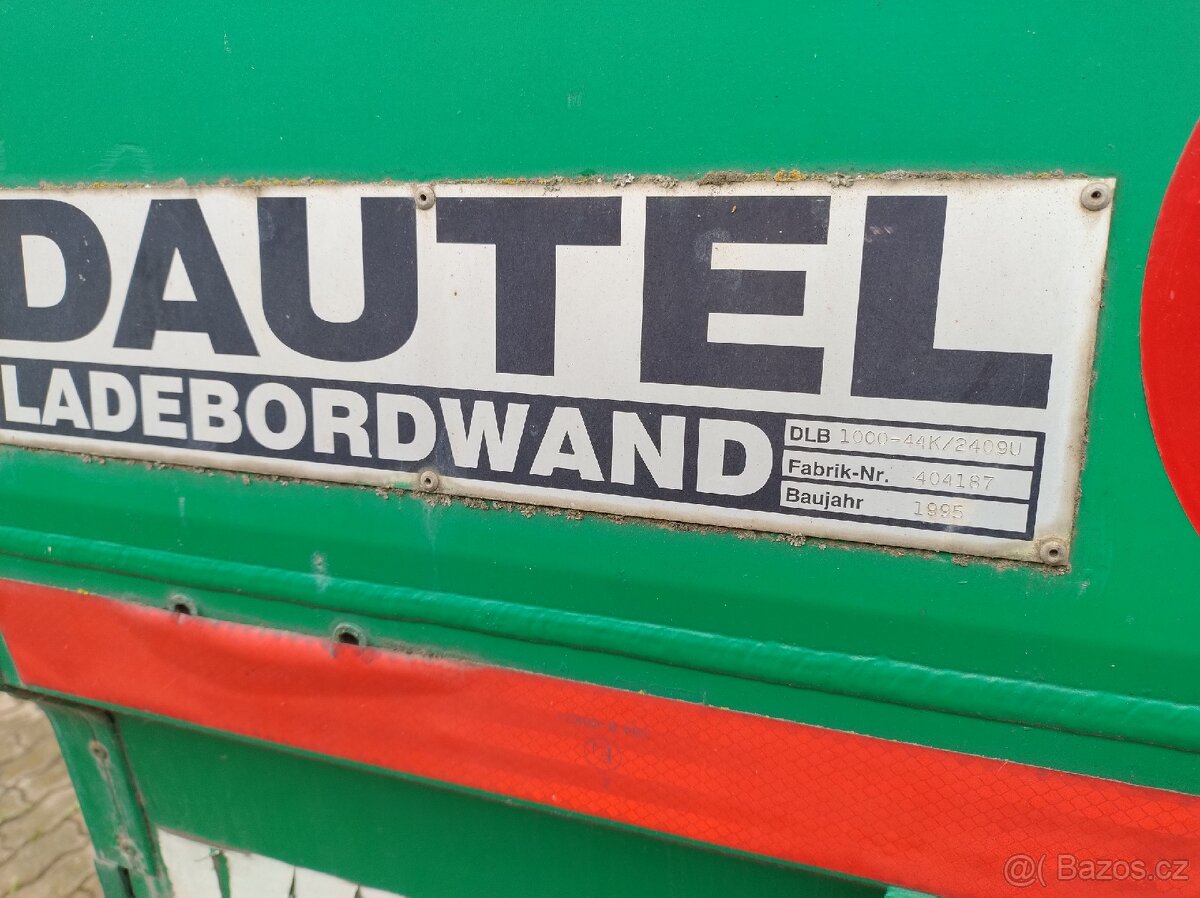 DAUTEL
LADEBORDWAND
DLB 1000-44K/2409U
Fabrik-Nr. 404187
Baujahr 1995
Bazos.cz